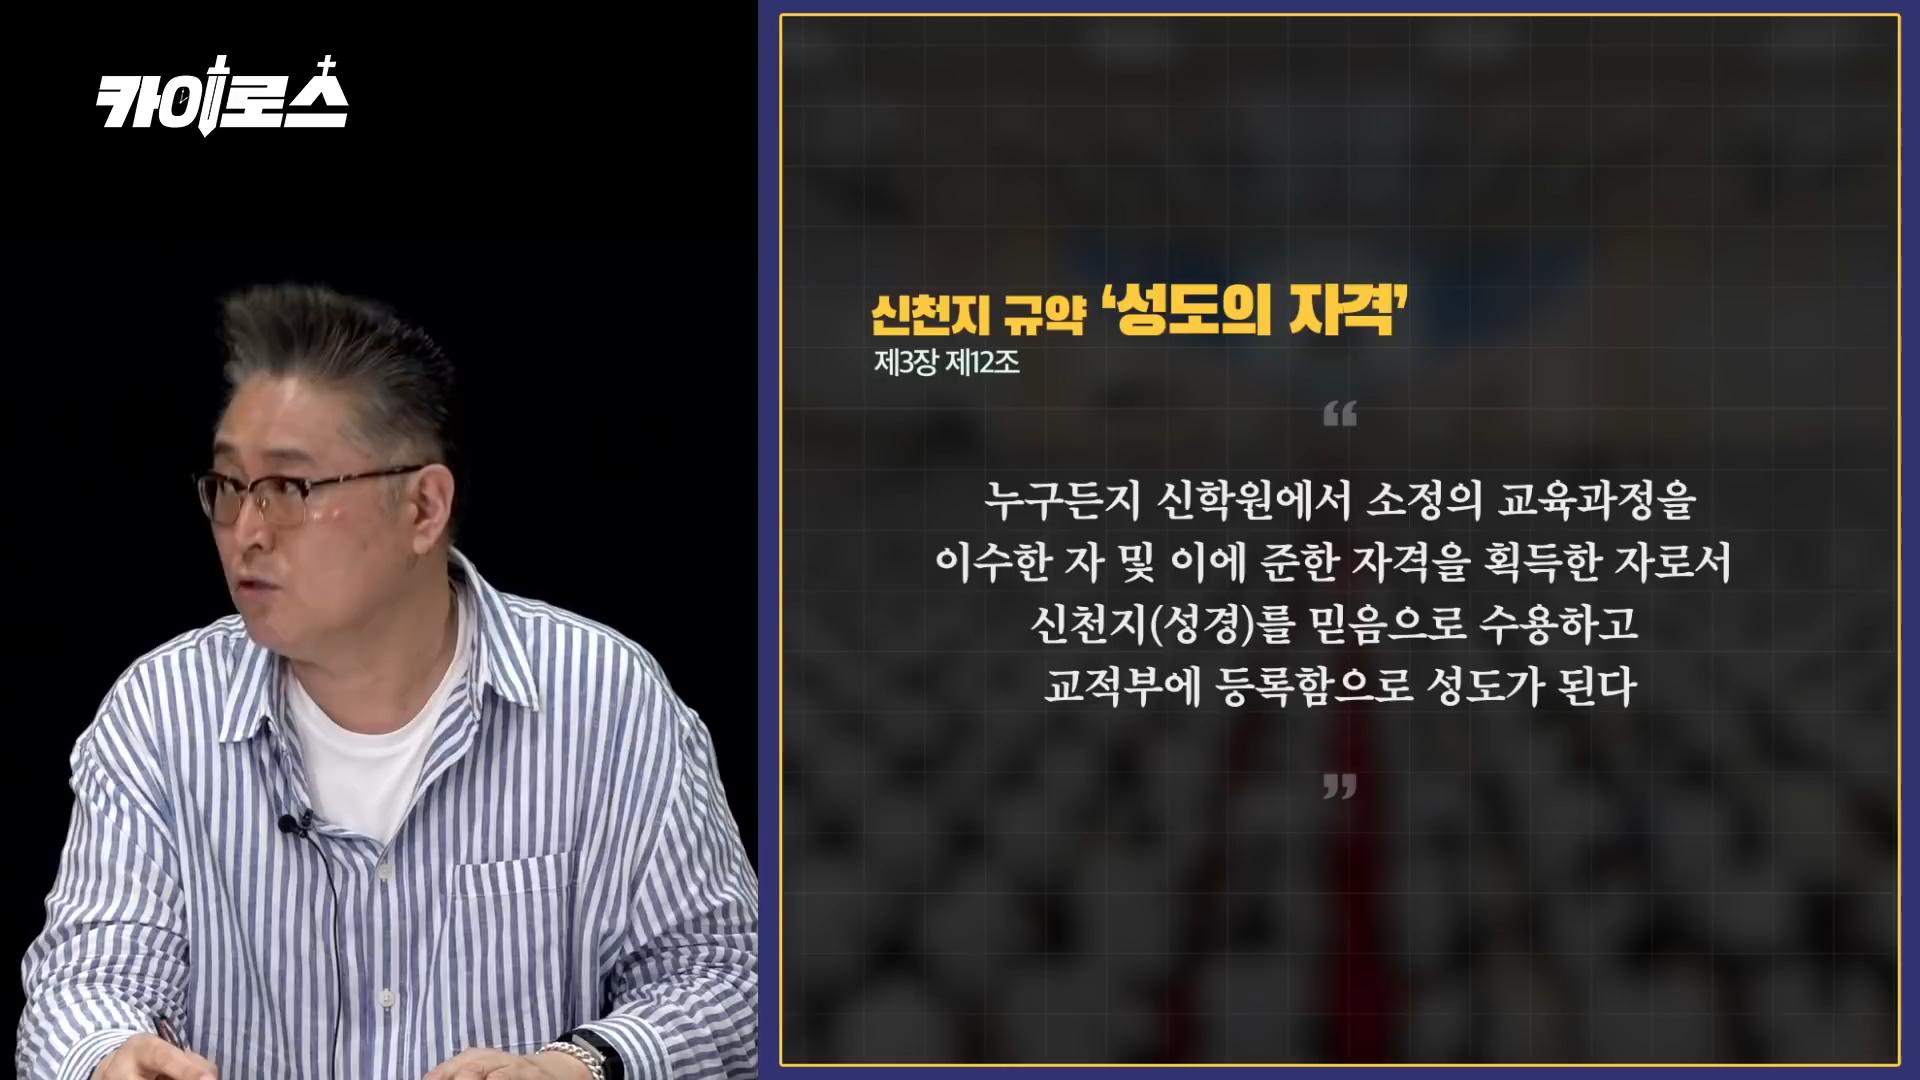 카이로스
신천지 규약 ‘성도의 자격’
제3장 제12조
“
누구든지 신학원에서 소정의 교육과정을
이수한 자 및 이에 준한 자격을 획득한 자로서
신천지(성경)를 믿음으로 수용하고
교적부에 등록함으로 성도가 된다
”